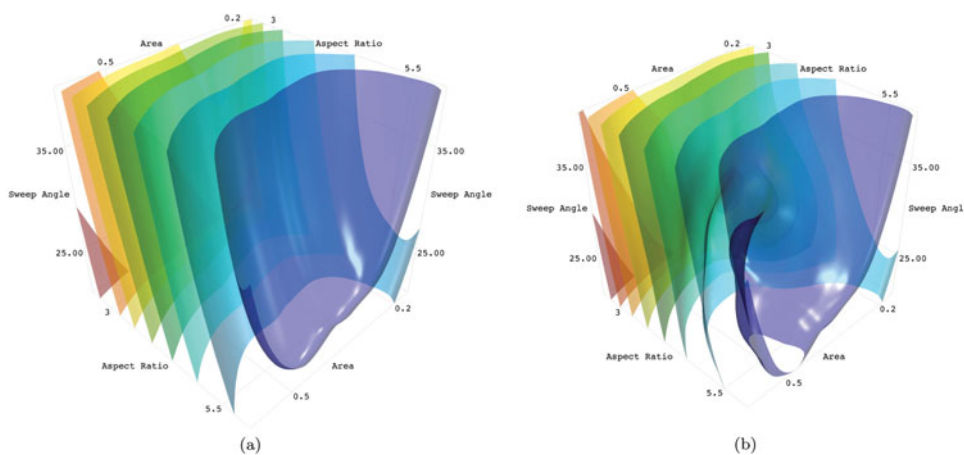 0.2
3
Area
Aspect Ratio
0.5
5.5
35.00
35.00
Sweep Angle
Sweep Angle
25.00
25.00
3
0.2
Aspect Ratio
Area
5.5
0.5
(a)
0.2
3
Area
Aspect Ratio
0.5
5.5
35.00
35.00
Sweep Angle
Sweep Angl
25.00
25.00
3
0.2
Aspect Ratio
Area
5.5
0.5
(b)